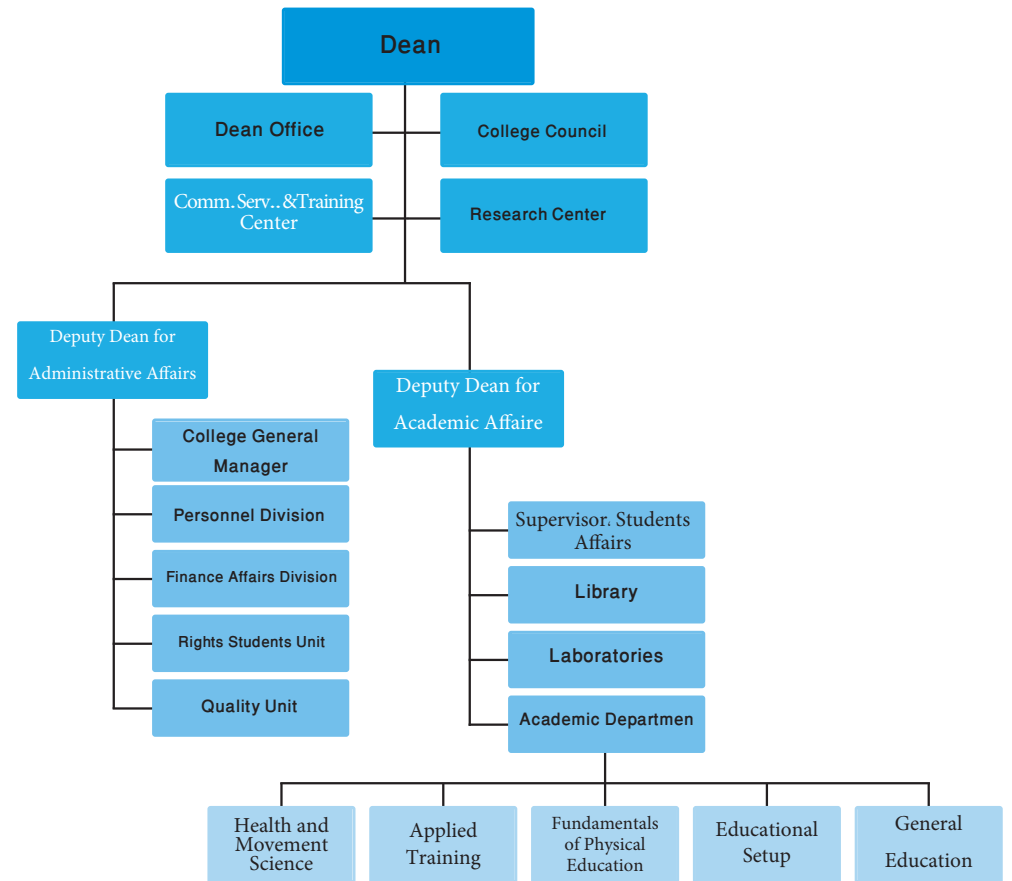 Dean
Dean Office
College Council
Comm. Serv.. &Training
Center
Research Center
Deputy Dean for
Administrative Affairs
Deputy Dean for
Academic Affaire
College General
Manager
Personnel Division
Finance Affairs Division
Rights Students Unit
Quality Unit
Supervisor. Students
Affairs
Library
Laboratories
Academic Departmen
Health and
Movement
Science
Applied
Training
Fundamentals
of Physical
Education
Educational
Setup
General
Education